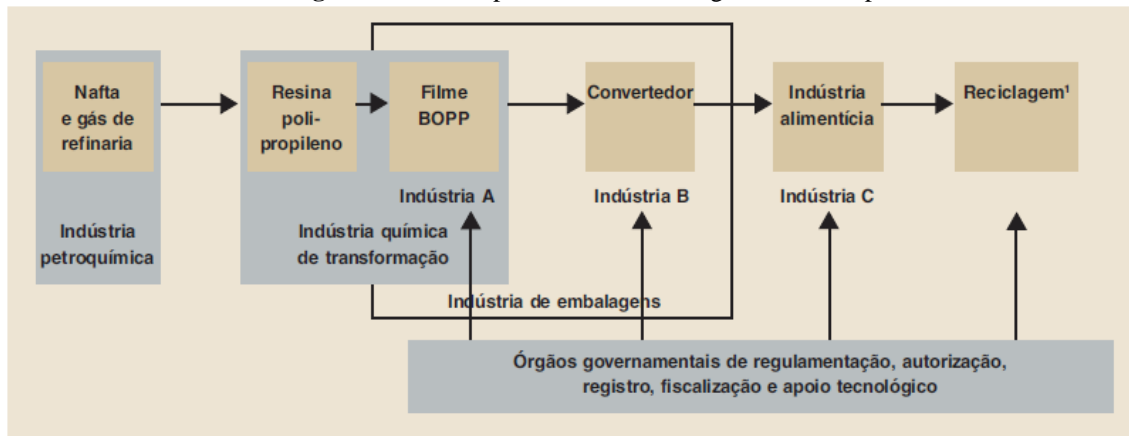 Nafta
e gás de
refinaria
Resina
poli-
propileno
Filme
BOPP
Convertedor
Indústria
alimentícia
Reciclagem¹
Indústria A
Indústria B
Indústria C
Indústria
petroquímica
Indústria química
de transformação
Indústria de embalagens
Órgãos governamentais de regulamentação, autorização,
registro, fiscalização e apoio tecnológico